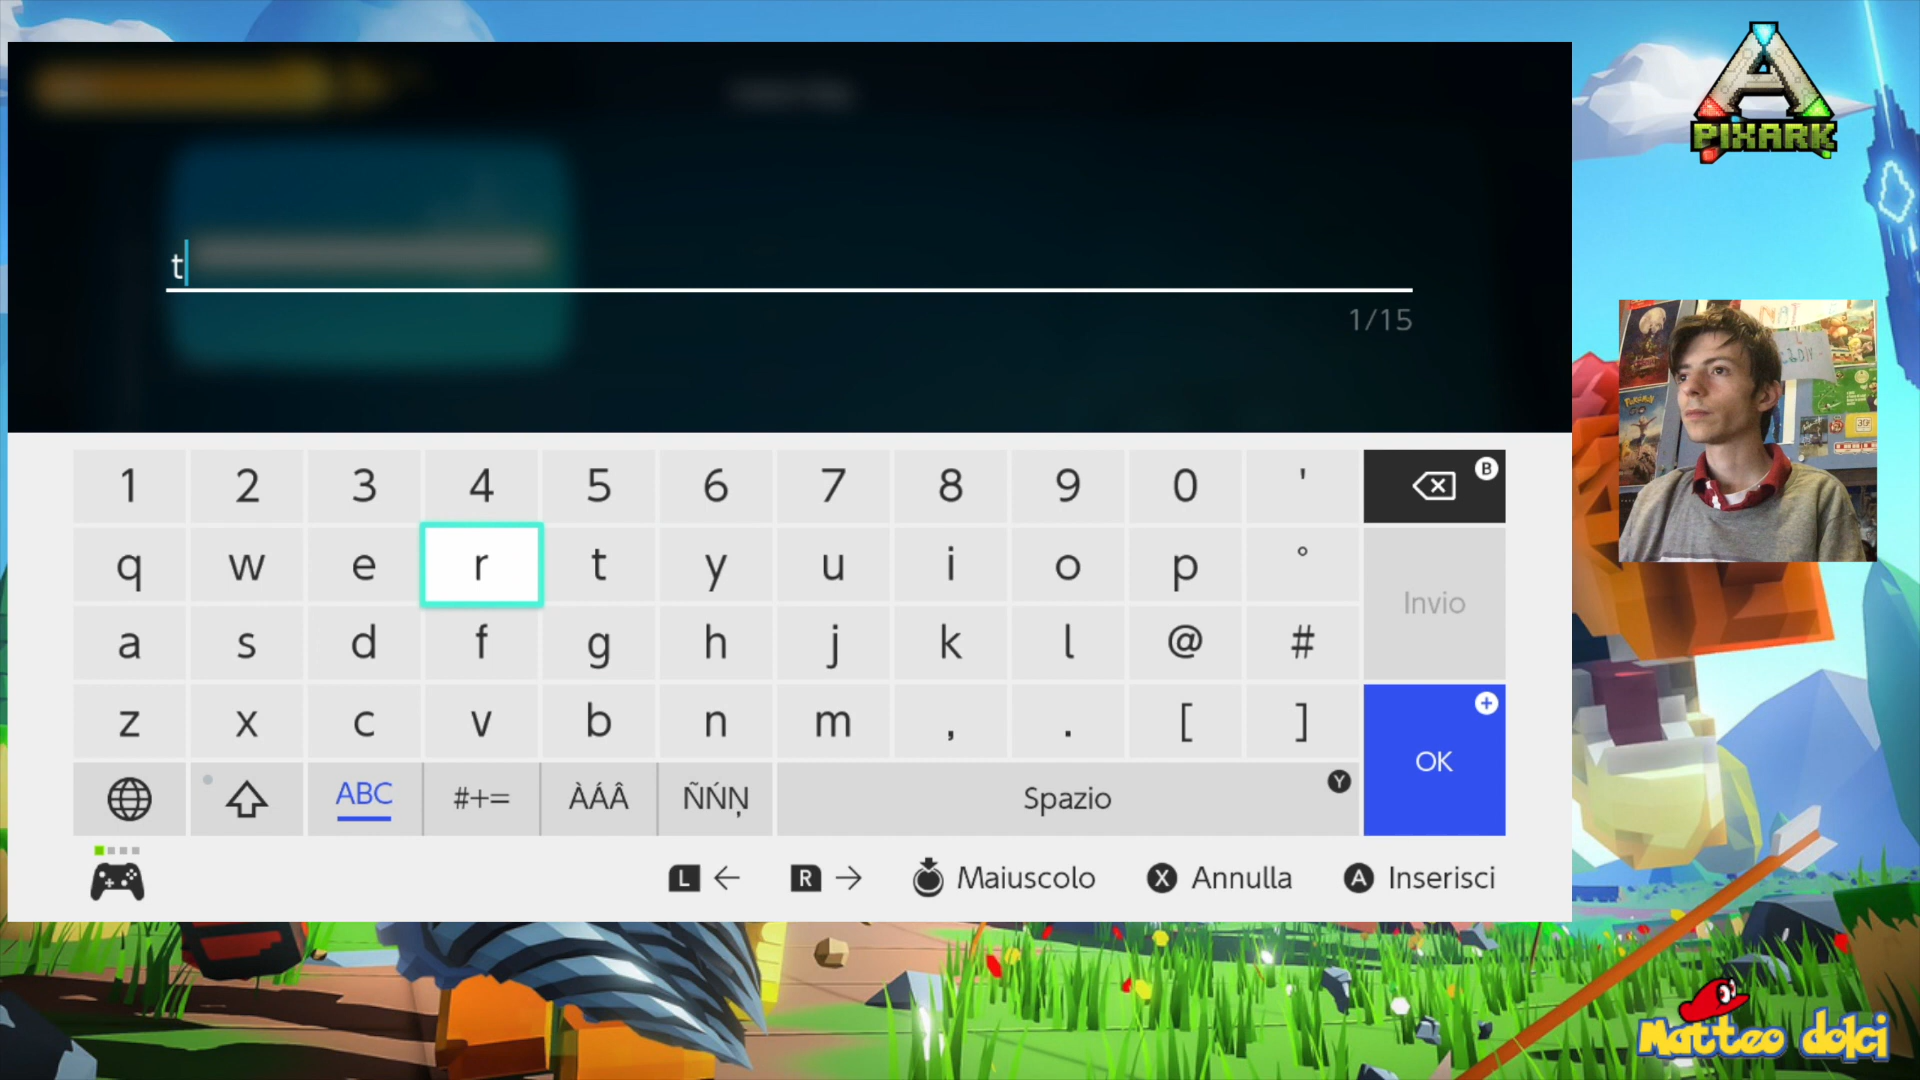 PIXARK
t
1/15
1 2 3 4 5 6 7 8 9 0 ' B
q w e r t y u i o p °
Invio
a s d f g h j k l @ #
z x c v b n m , . [ ]
OK
ABC #+= ÀÁÂ ÑŃŅ Spazio Y
L ← R → Maiuscolo X Annulla A Inserisci
Matteo dolci